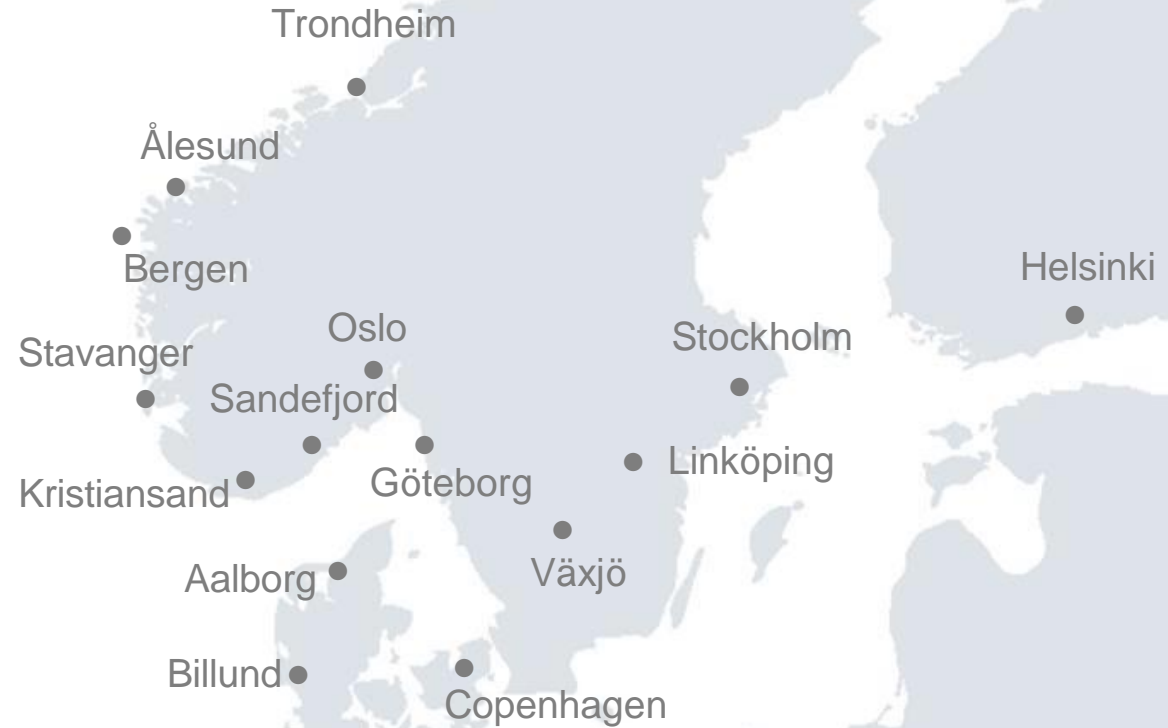 Trondheim
Ålesund
Bergen
Helsinki
Oslo
Stockholm
Stavanger
Sandefjord
Linköping
Göteborg
Kristiansand
Växjö
Aalborg
Billund
Copenhagen